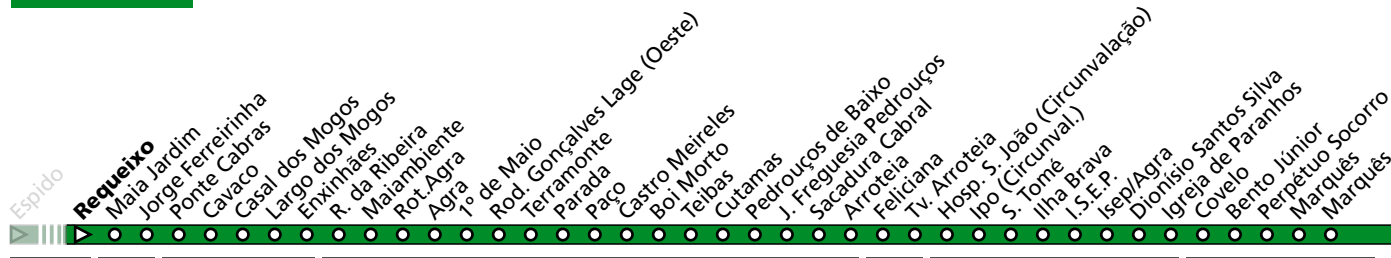 Espido
Requeixo
Maia Jardim
Jorge Ferreirinha
Ponte Cabras
Cavaco
Casal dos Mogos
Largo dos Mogos
Enxinhães
R. da Ribeira
Maiambiente
Rot.Agra
Agra
1º de Maio
Rod. Gonçalves Lage (Oeste)
Terramonte
Parada
Paço
Castro Meireles
Boi Morto
Teibas
Cutamas
Pedrouços de Baixo
J. Freguesia Pedrouços
Sacadura Cabral
Arroteia
Feliciana
Tv. Arroteia
Hosp. S. João (Circunvalação)
Ipo (Circunval.)
S. Tomé
Ilha Brava
I.S.E.P.
Isep/Agra
Dionísio Santos Silva
Igreja de Paranhos
Covelo
Bento Júnior
Perpétuo Socorro
Marquês
Marquês